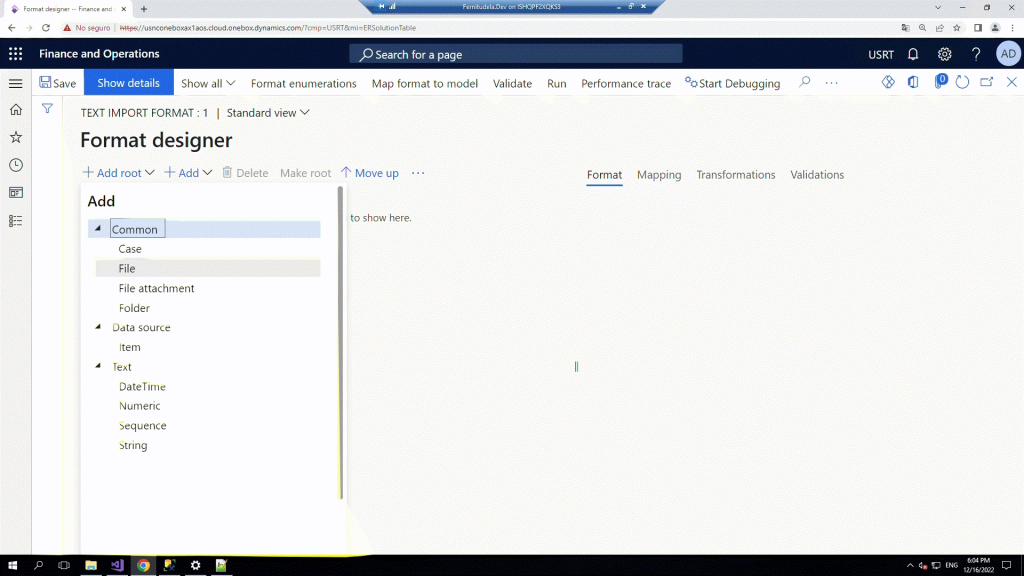 Format designer -- Finance and
Fernitudela.Dev on ISHQPF2XQKS3
No seguro
https://usnconeboxax1aos.cloud.onebox.dynamics.com/?cmp=USRT&mi=ERSolutionTable
Finance and Operations
Search for a page
USRT
AD
Save
Show details
Show all
Format enumerations
Map format to model
Validate
Run
Performance trace
Start Debugging
0
TEXT IMPORT FORMAT : 1 | Standard view
Format designer
Add root
Add
Delete
Make root
Move up
Format
Mapping
Transformations
Validations
Add
to show here.
Common
Case
File
File attachment
Folder
Data source
Item
Text
DateTime
Numeric
Sequence
String
ENG
6:04 PM
12/16/2022